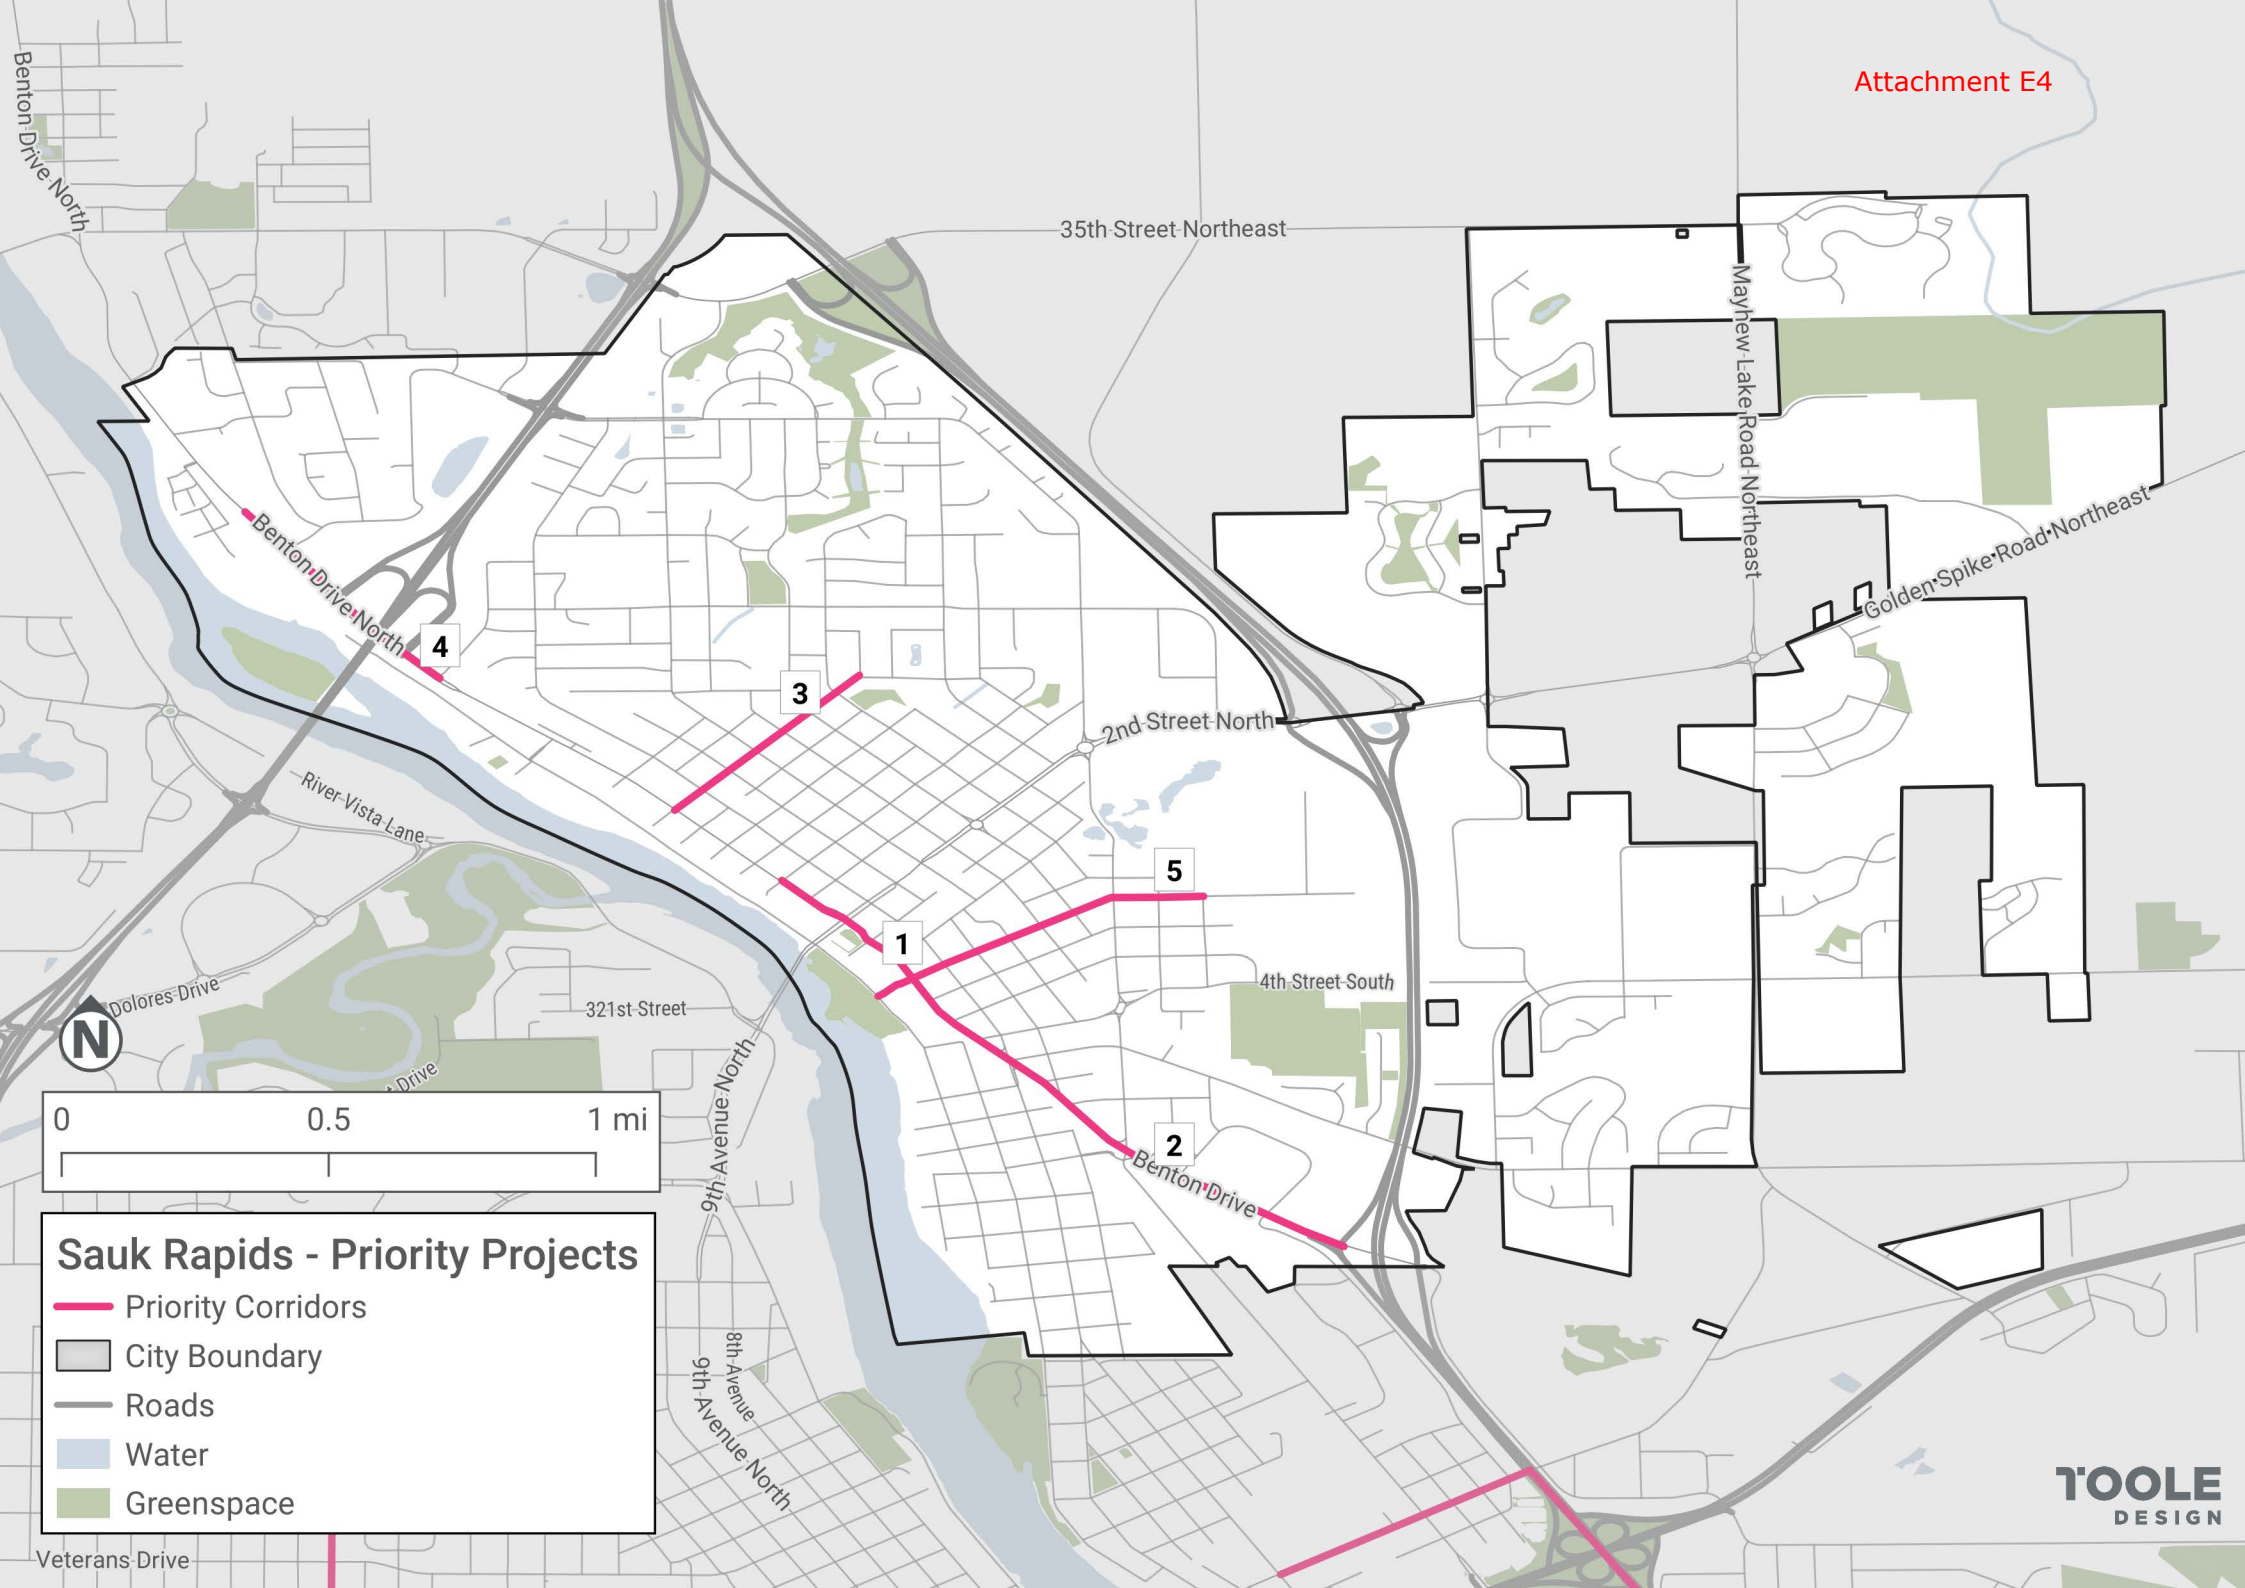 Attachment E4
Benton Drive North
35th Street Northeast
Mayhew Lake Road Northeast
Golden Spike Road Northeast
Benton Drive North
4
3
2nd Street North
River Vista Lane
5
1
4th Street South
Dolores Drive
321st Street
N
t Drive
9th Avenue North
2
Benton Drive
0 0.5 1 mi
Sauk Rapids - Priority Projects
Priority Corridors
City Boundary
Roads
Water
Greenspace
8th Avenue
9th Avenue North
Veterans Drive
TOOLE
DESIGN